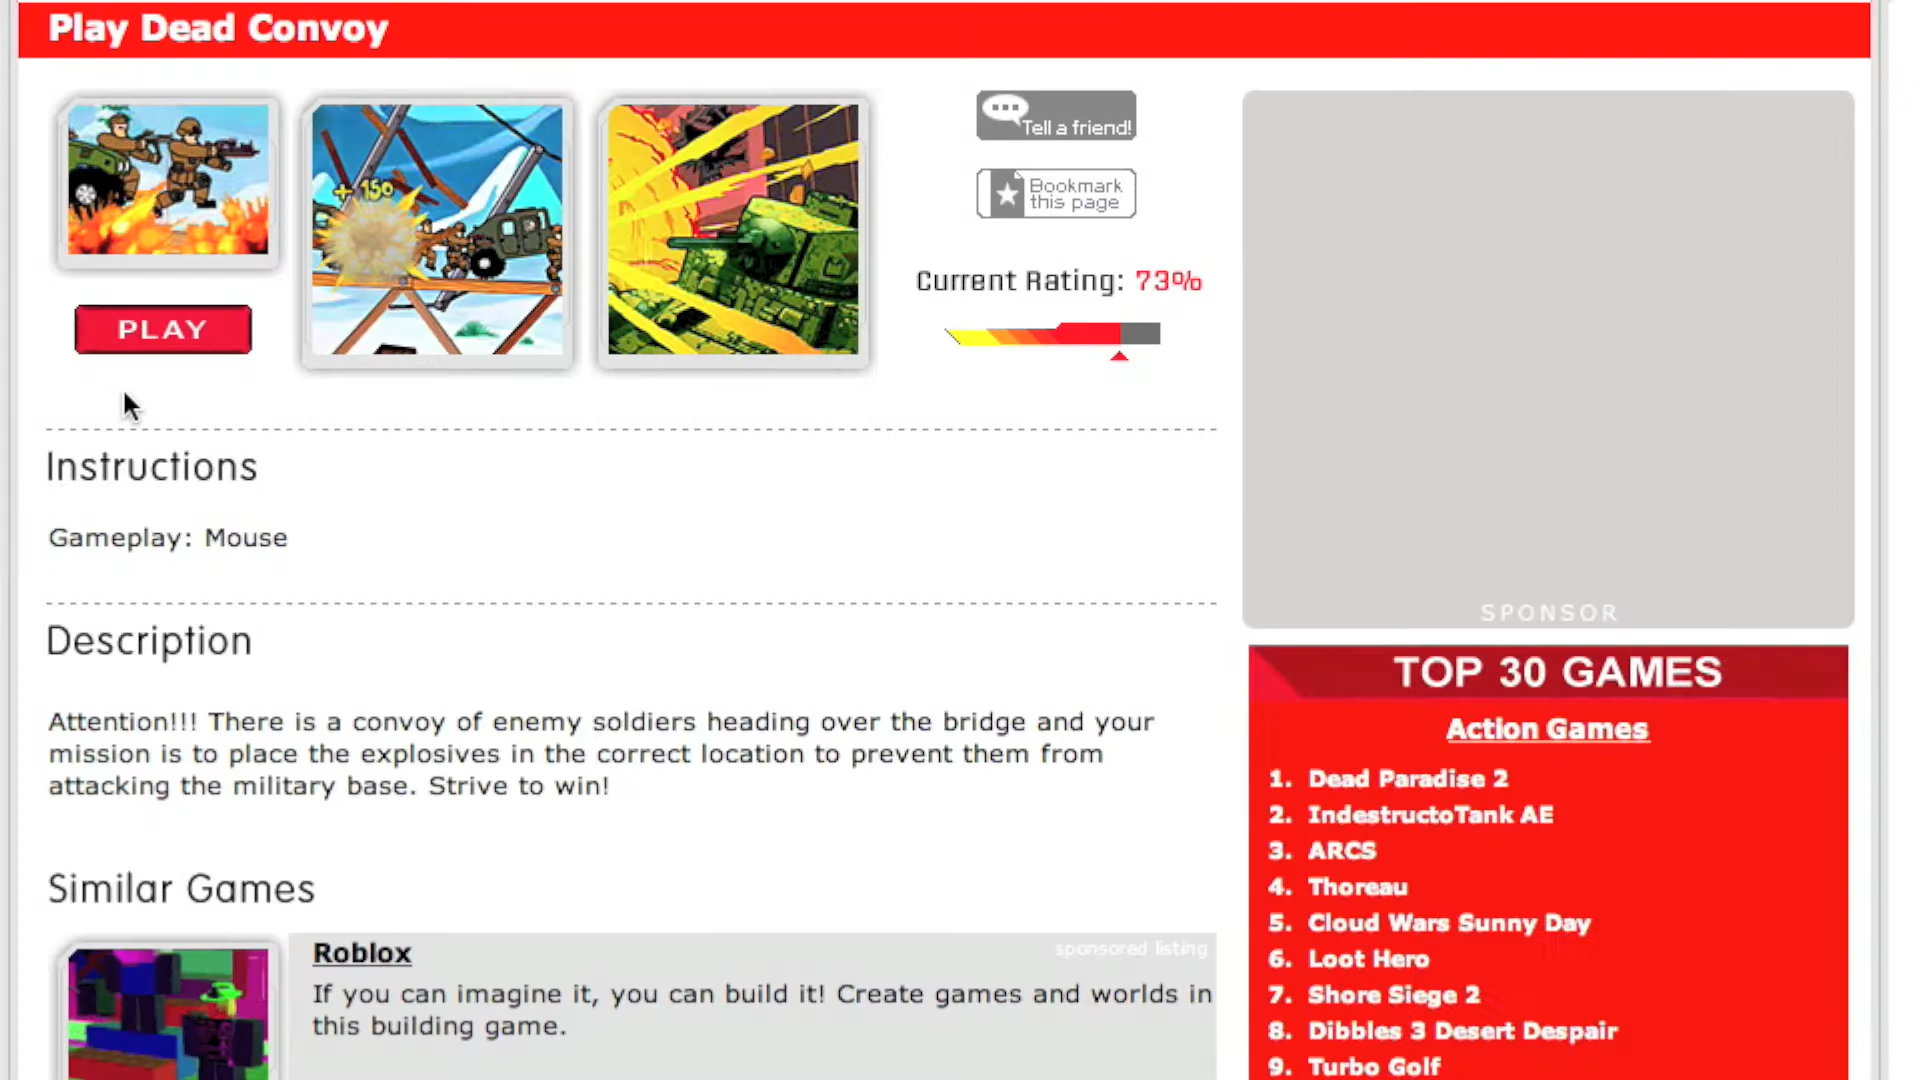 Play Dead Convoy
+ 150
PLAY
Tell a friend!
Bookmark
this page
Current Rating: 73%
Instructions
Gameplay: Mouse
Description
Attention!!! There is a convoy of enemy soldiers heading over the bridge and your
mission is to place the explosives in the correct location to prevent them from
attacking the military base. Strive to win!
Similar Games
Roblox
sponsored listing
If you can imagine it, you can build it! Create games and worlds in
this building game.
SPONSOR
TOP 30 GAMES
Action Games
1. Dead Paradise 2
2. IndestructoTank AE
3. ARCS
4. Thoreau
5. Cloud Wars Sunny Day
6. Loot Hero
7. Shore Siege 2
8. Dibbles 3 Desert Despair
9. Turbo Golf